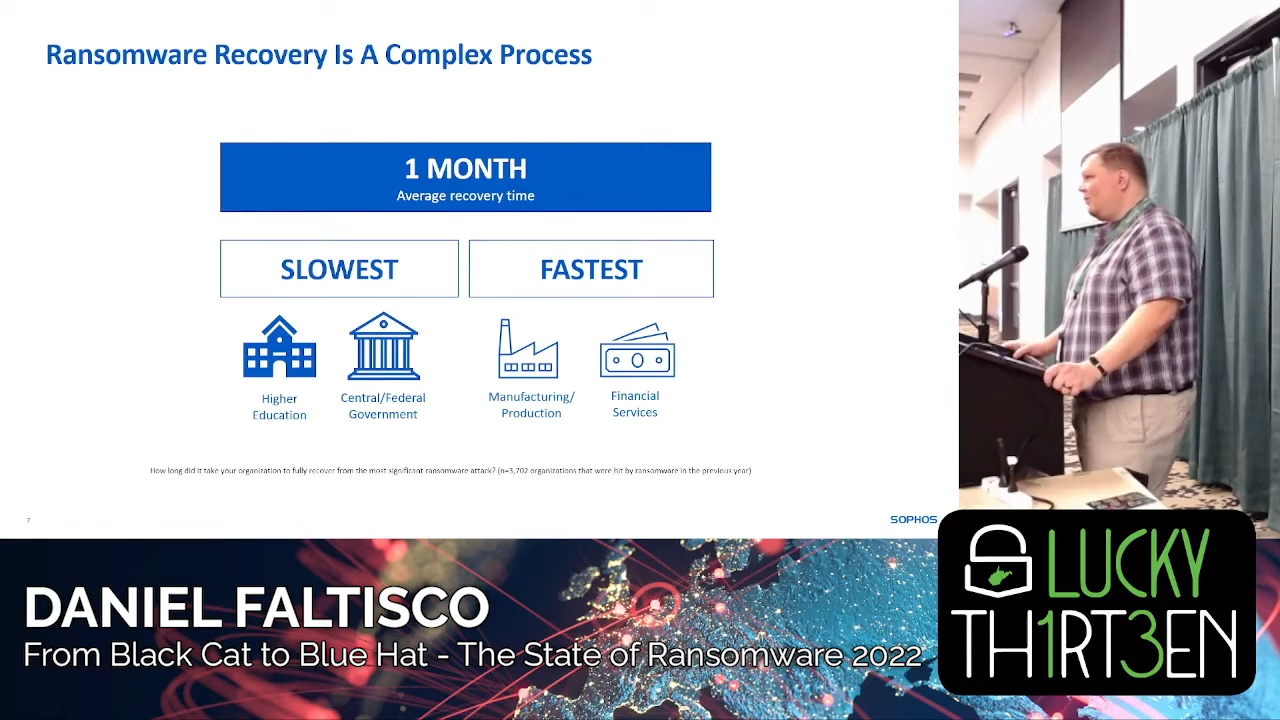 Ransomware Recovery Is A Complex Process
1 MONTH
Average recovery time
SLOWEST
FASTEST
Higher
Education
Central/Federal
Government
Manufacturing/
Production
Financial
Services
How long did it take your organization to fully recover from the most significant ransomware attack? (n=3,702 organizations that were hit by ransomware in the previous year)
7
SOPHOS
DANIEL FALTISCO
From Black Cat to Blue Hat - The State of Ransomware 2022
LUCKY
TH1RT3EN